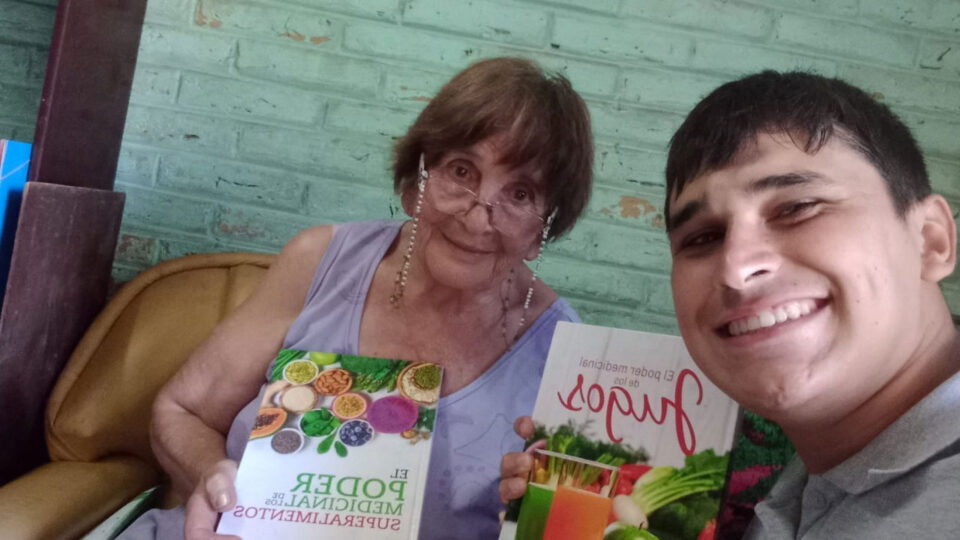 EL
PODER
MEDICINAL DE LOS
SUPERALIMENTOS
El poder medicinal
de los
Jugos